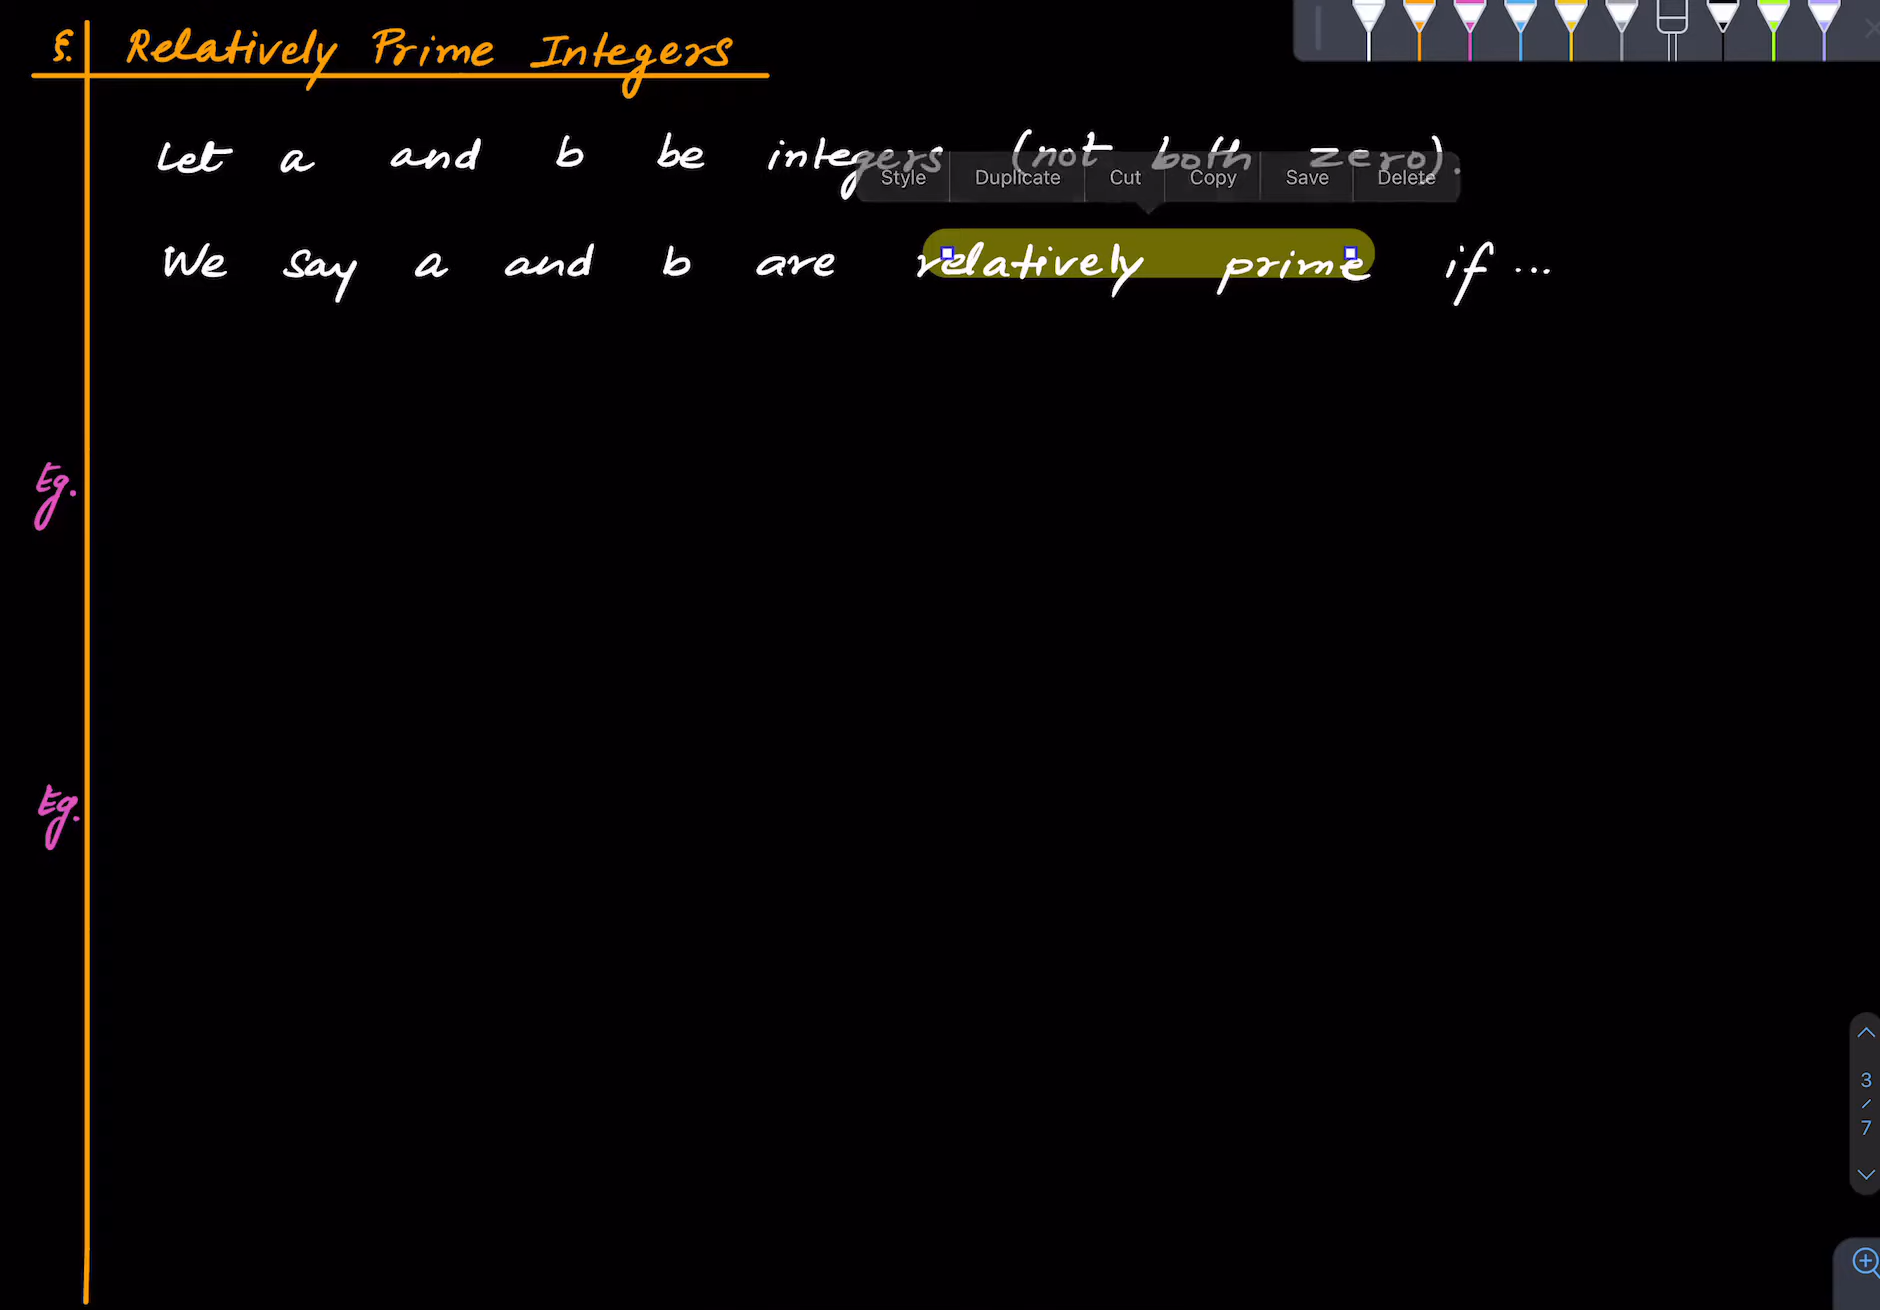 §. Relatively Prime Integers
Let a and b be integers (not both zero).
Style Duplicate Cut Copy Save Delete
We say a and b are relatively prime if ...
Eg.
Eg.
3
/
7